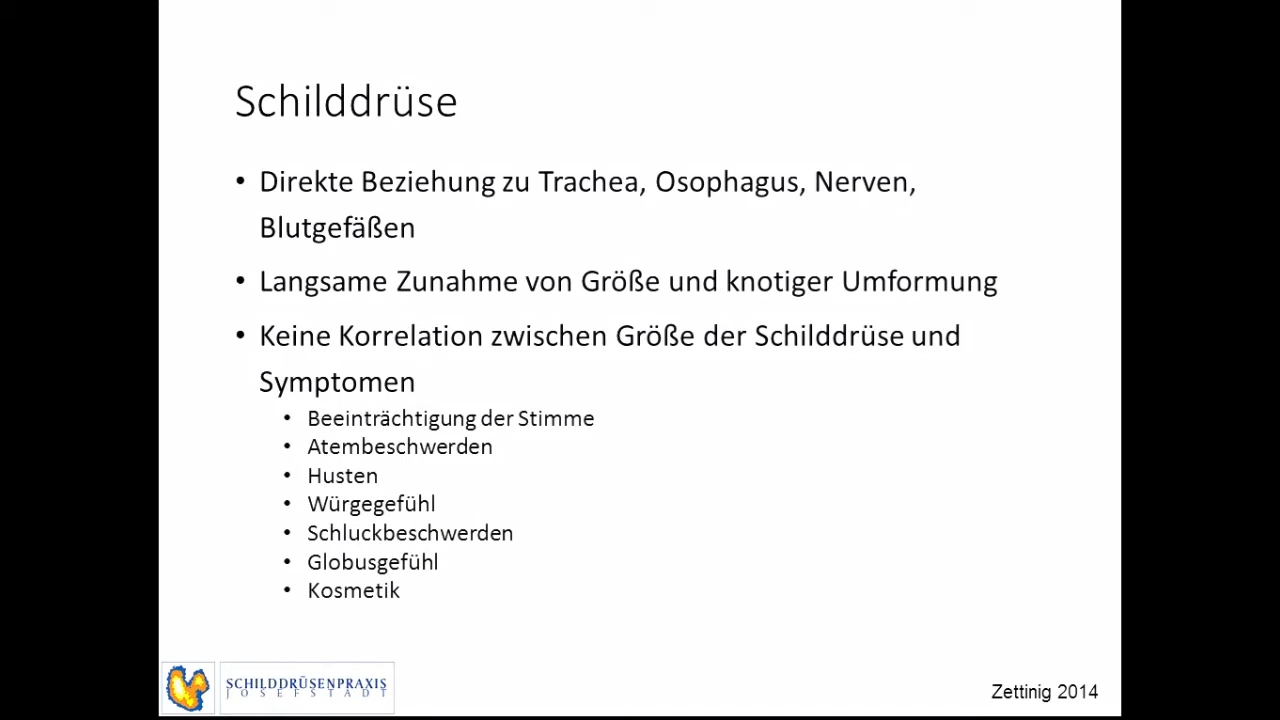 Schilddrüse
• Direkte Beziehung zu Trachea, Osophagus, Nerven,
Blutgefäßen
• Langsame Zunahme von Größe und knotiger Umformung
• Keine Korrelation zwischen Größe der Schilddrüse und
Symptomen
• Beeinträchtigung der Stimme
• Atembeschwerden
• Husten
• Würgegefühl
• Schluckbeschwerden
• Globusgefühl
• Kosmetik
SCHILDDRÜSENPRAXIS
JOSEFSTADT
Zettinig 2014